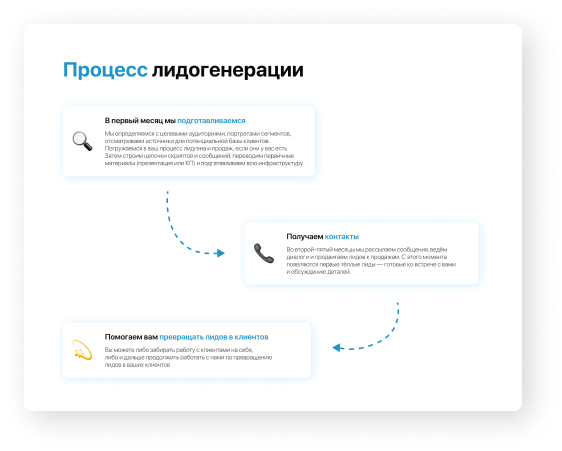 Процесс лидогенерации
В первый месяц мы подготавливаемся
Мы определяемся с целевыми аудиториями, портретами сегментов,
отсматриваем источники для потенциальной базы клиентов.
Погружаемся в ваш процесс лидгена и продаж, если они у вас есть.
Затем строим цепочки скриптов и сообщений, переводим первичные
материалы (презентация или КП) и подготавливаем всю инфраструктуру.
Получаем контакты
Во второй-пятый месяцы мы рассылаем сообщения, ведём
диалоги и продвигаем лидов к продажам. С этого момента
появляются первые тёплые лиды — готовые ко встрече с вами
и обсуждению деталей.
Помогаем вам превращать лидов в клиентов
Вы можете либо забирать работу с клиентами на себя,
либо и дальше продолжить работать с нами по превращению
лидов в ваших клиентов